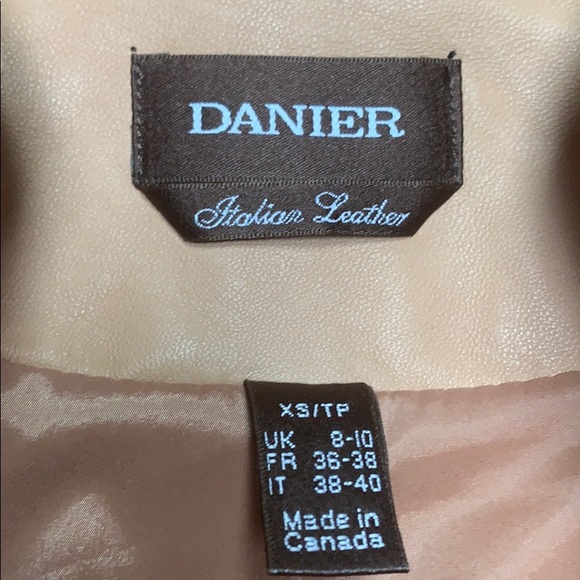 DANIER
Italian Leather
XS/TP
UK 8-10
FR 36-38
IT 38-40
Made in
Canada